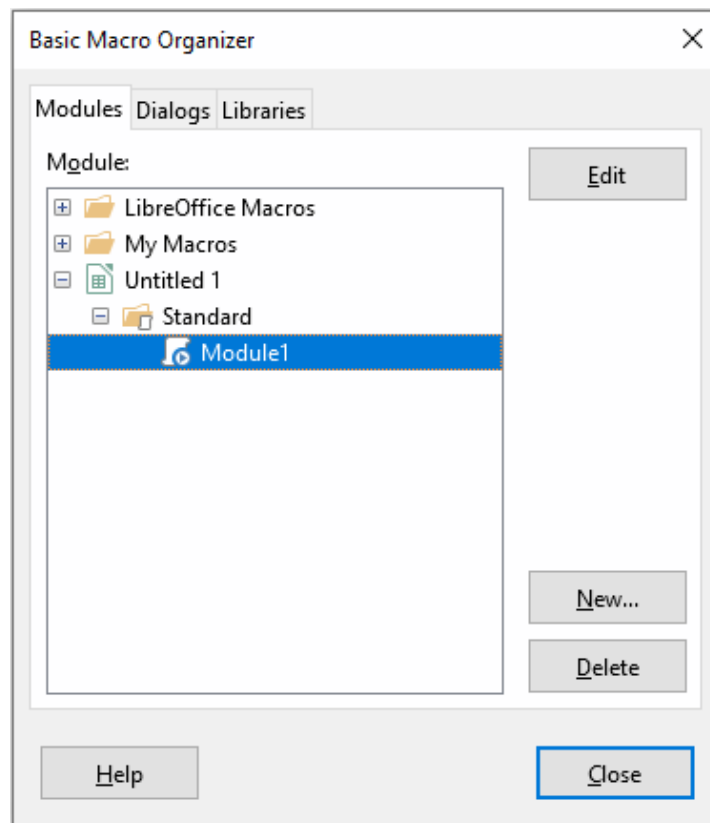 Basic Macro Organizer
Modules Dialogs Libraries
Module:
Edit
LibreOffice Macros
My Macros
Untitled 1
Standard
Module1
New...
Delete
Help
Close